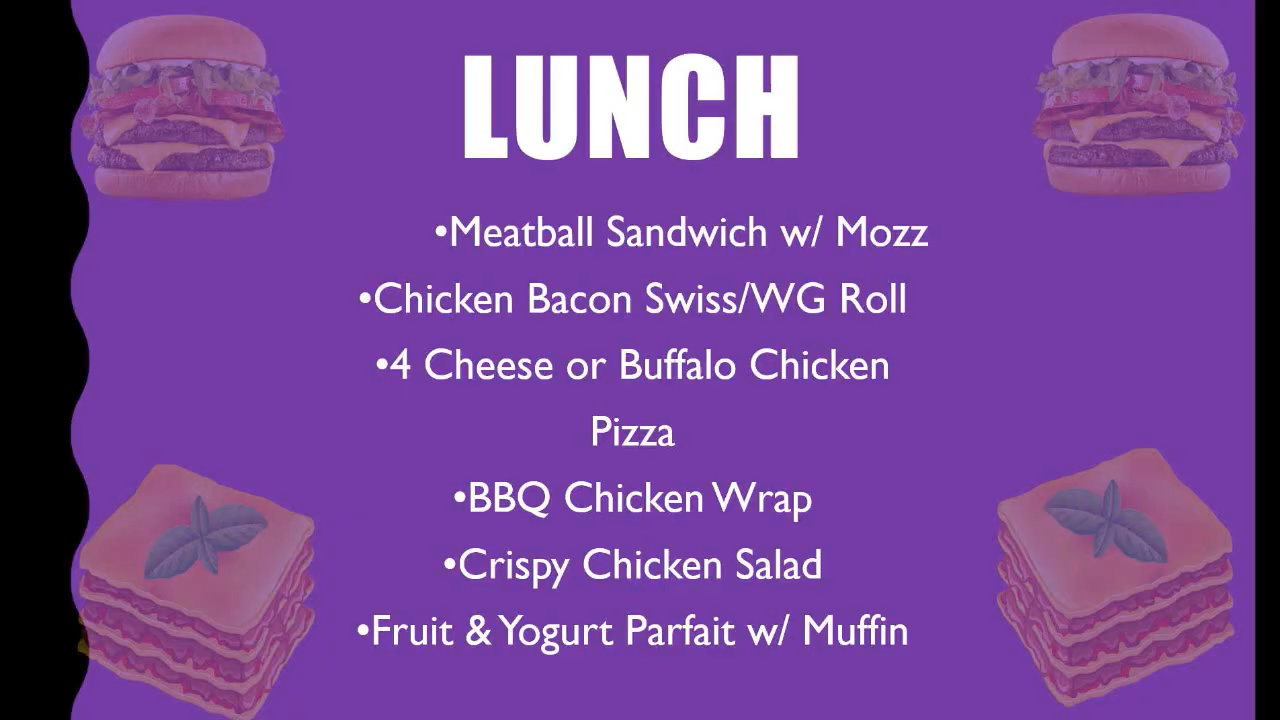 LUNCH
•Meatball Sandwich w/ Mozz
•Chicken Bacon Swiss/WG Roll
•4 Cheese or Buffalo Chicken
Pizza
•BBQ Chicken Wrap
•Crispy Chicken Salad
•Fruit & Yogurt Parfait w/ Muffin